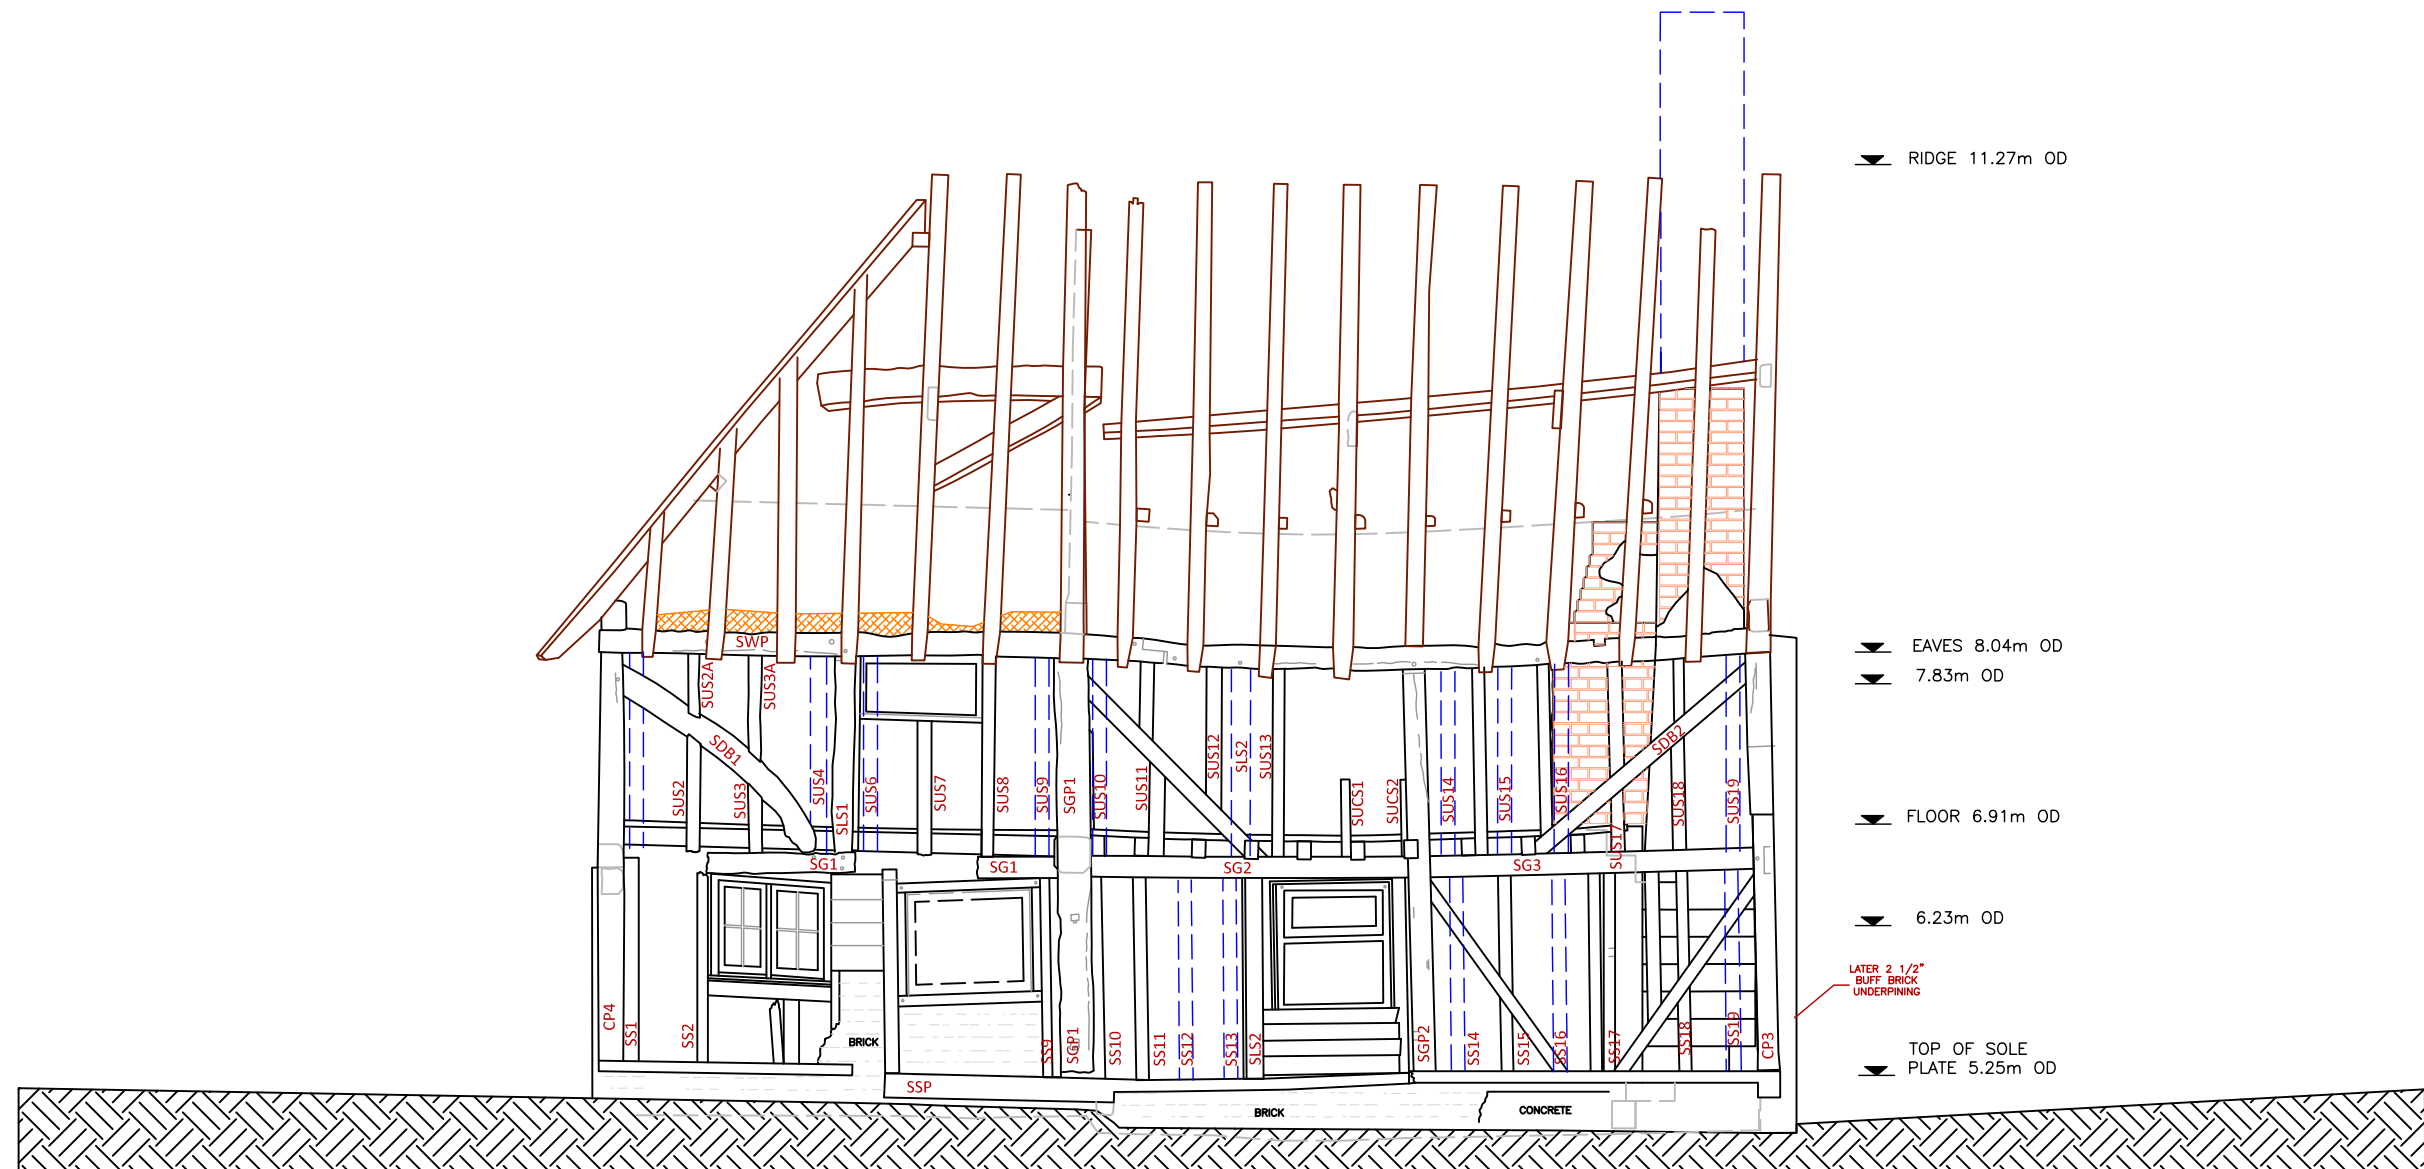 RIDGE 11.27m OD
SWP
EAVES 8.04m OD
7.83m OD
SUS2A
SUS3A
SDB1
SDB2
SUS2
SUS3
SUS4
SLS1
SUS6
SUS7
SUS8
SUS9
SGP1
SUS10
SUS11
SUS12
SLS2
SUS13
SUCS1
SUCS2
SUS14
SUS15
SUS16
SUS17
SUS18
SUS19
FLOOR 6.91m OD
SG1
SG1
SG2
SG3
6.23m OD
LATER 2 1/2"
BUFF BRICK
UNDERPINING
CP4
SS1
SS2
BRICK
SS9
SGP1
SS10
SS11
SS12
SS13
SLS2
SGP2
SS14
SS15
SS16
SS17
SS18
SS19
CP3
TOP OF SOLE
PLATE 5.25m OD
SSP
BRICK
CONCRETE